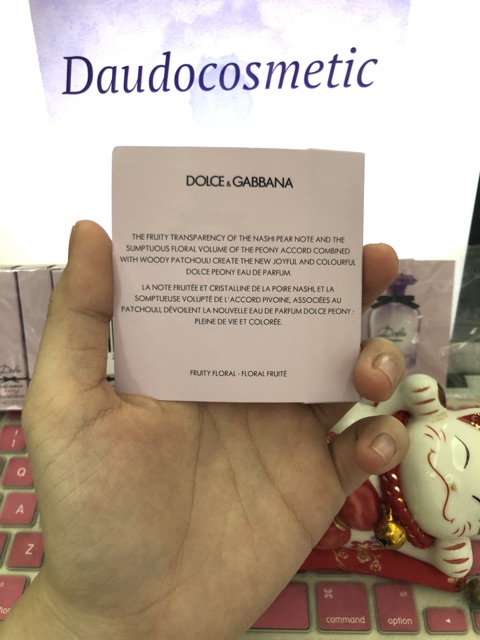 Daudocosmetic
DOLCE & GABBANA
THE FRUITY TRANSPARENCY OF THE NASHI PEAR NOTE AND THE
SUMPTUOUS FLORAL VOLUME OF THE PEONY ACCORD COMBINED
WITH WOODY PATCHOULI CREATE THE NEW JOYFUL AND COLOURFUL
DOLCE PEONY EAU DE PARFUM.
LA NOTE FRUITÉE ET CRISTALLINE DE LA POIRE NASHI, ET LA
SOMPTUEUSE VOLUPTÉ DE L'ACCORD PIVOINE, ASSOCIÉES AU
PATCHOULI, DÉVOILENT LA NOUVELLE EAU DE PARFUM DOLCE PEONY :
PLEINE DE VIE ET COLORÉE.
FRUITY FLORAL - FLORAL FRUITÉ
Dolce
Dolce
!
1
Q
A
Z
⌘
command
option